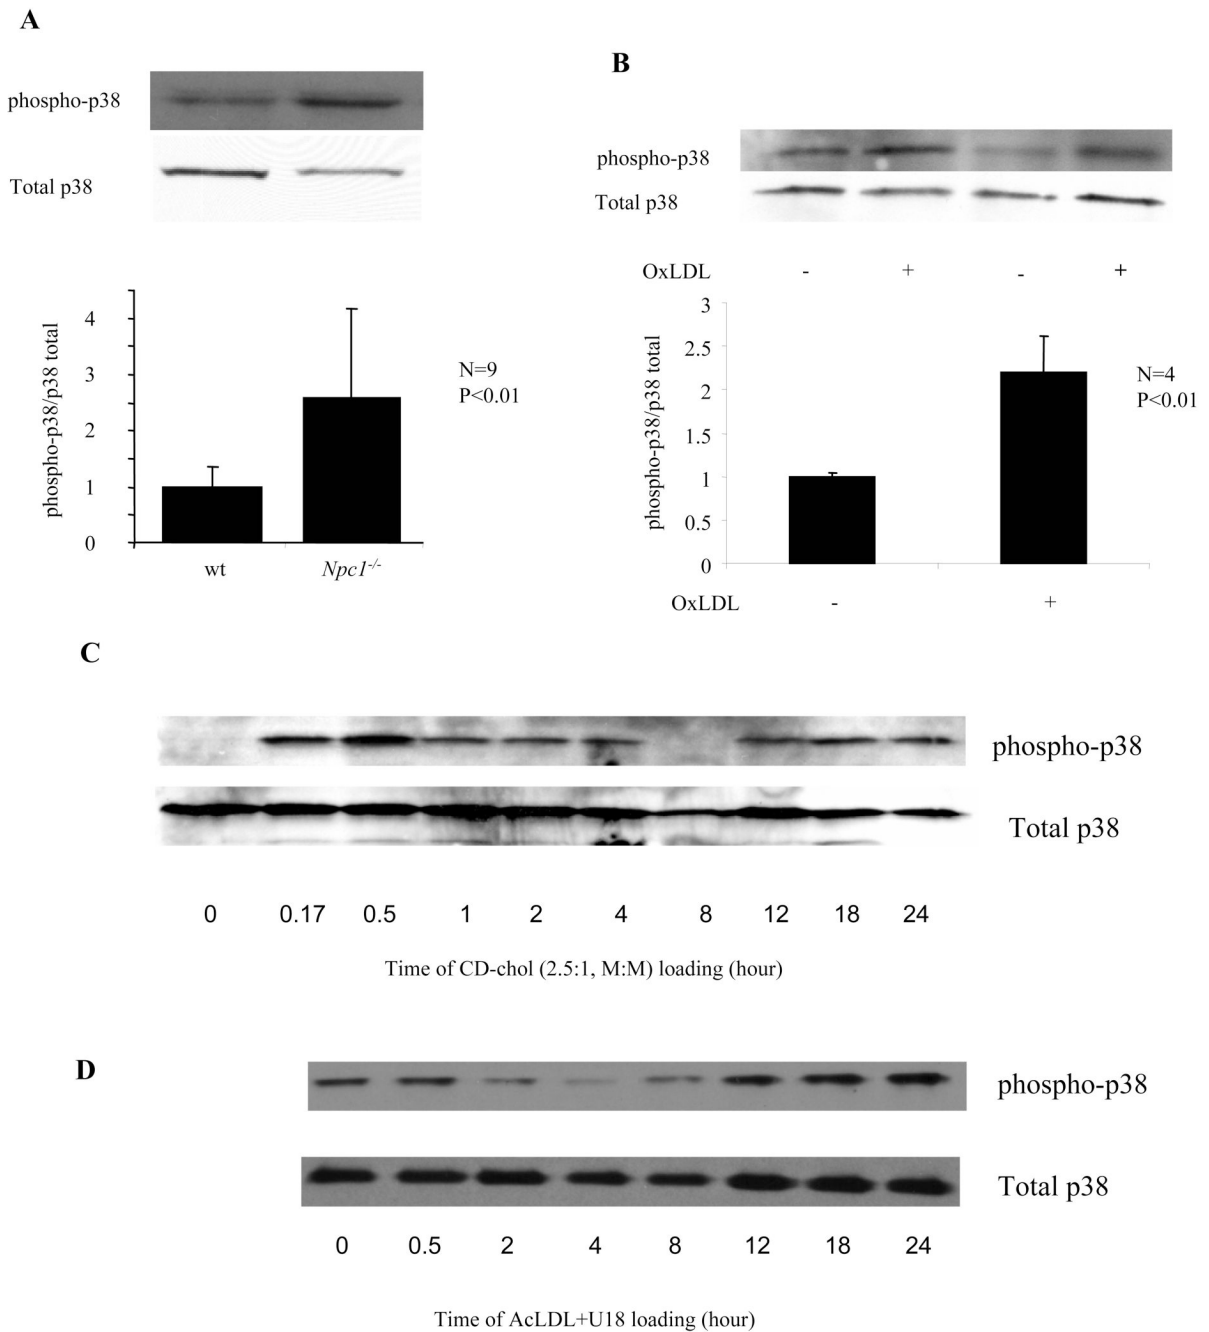 A
phospho-p38
Total p38
4
3
2
1
0
phospho-p38/p38 total
N=9
P<0.01
wt
Npc1-/-
B
phospho-p38
Total p38
OxLDL - + - +
3
2.5
2
1.5
1
0.5
0
phospho-p38/p38 total
N=4
P<0.01
OxLDL - +
C
phospho-p38
Total p38
0 0.17 0.5 1 2 4 8 12 18 24
Time of CD-chol (2.5:1, M:M) loading (hour)
D
phospho-p38
Total p38
0 0.5 2 4 8 12 18 24
Time of AcLDL+U18 loading (hour)